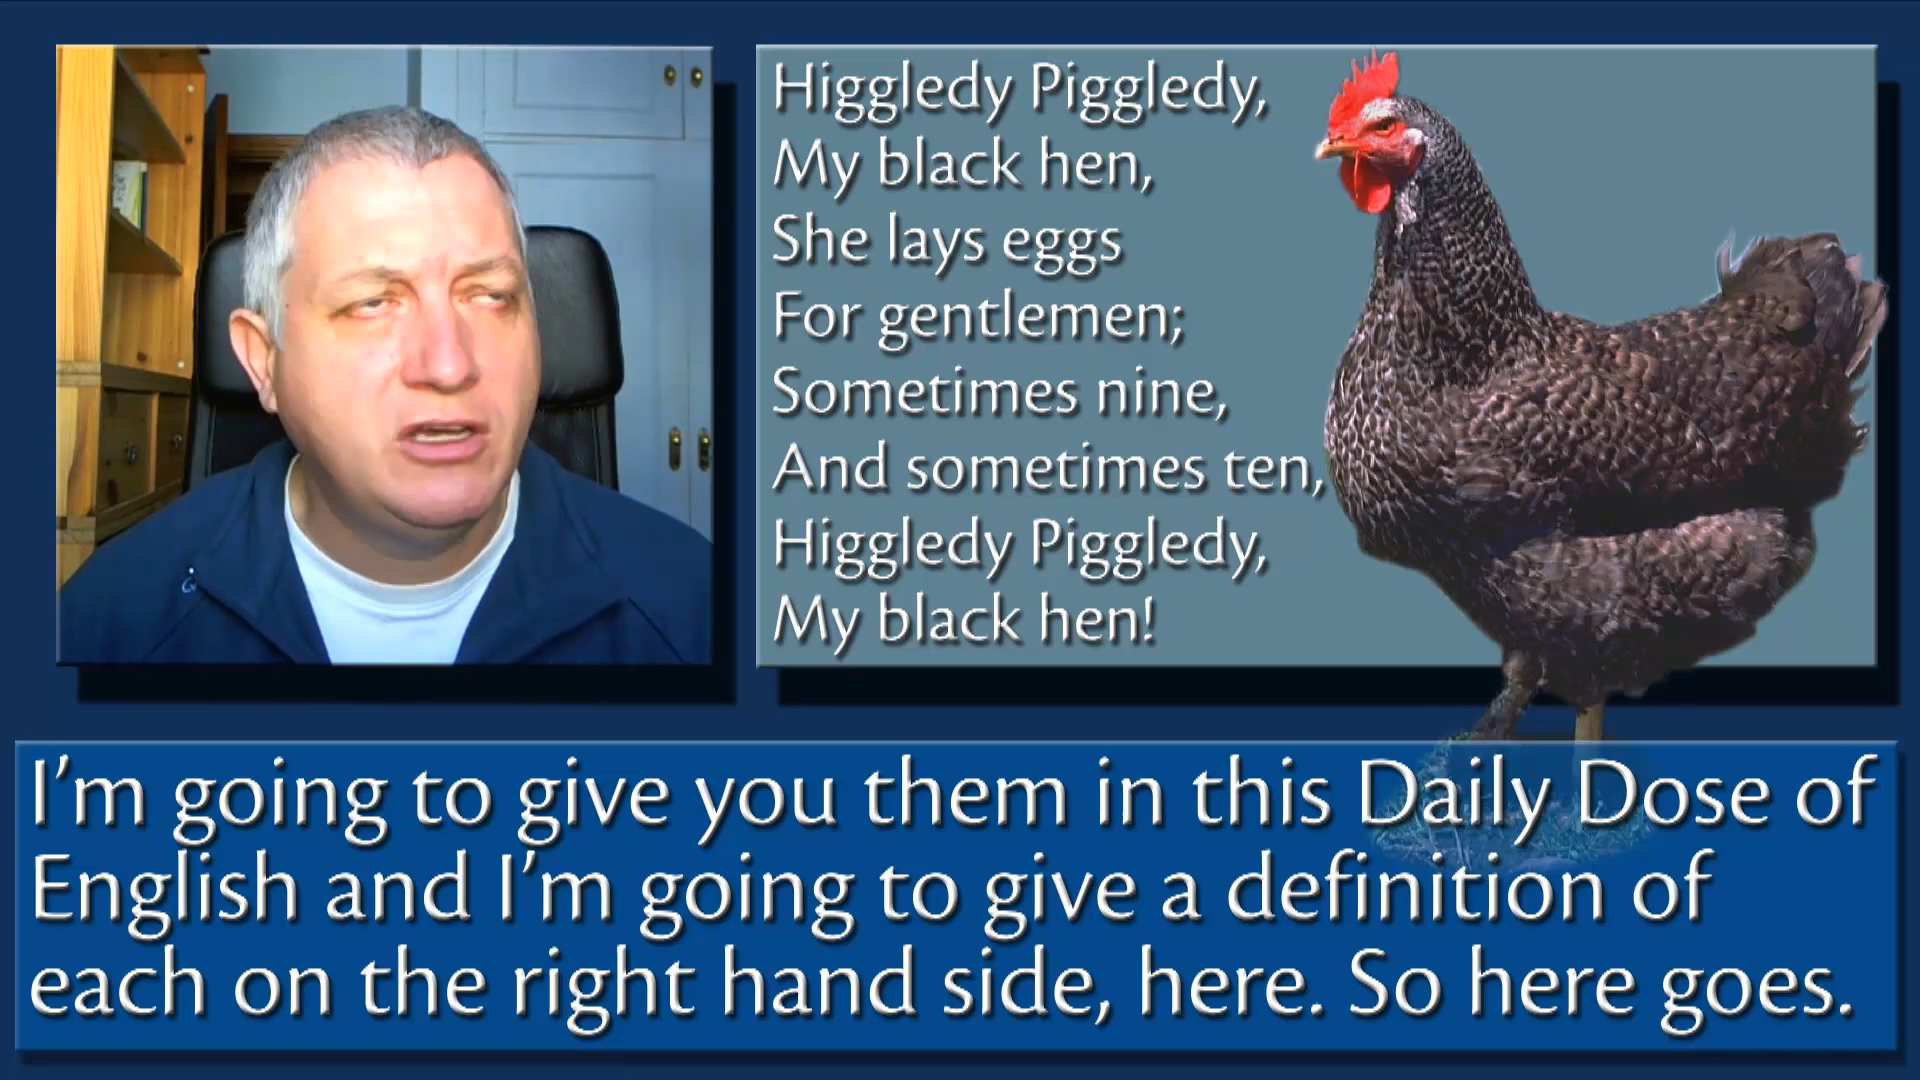 Higgledy Piggledy,
My black hen,
She lays eggs
For gentlemen;
Sometimes nine,
And sometimes ten,
Higgledy Piggledy,
My black hen!
I'm going to give you them in this Daily Dose of
English and I'm going to give a definition of
each on the right hand side, here. So here goes.